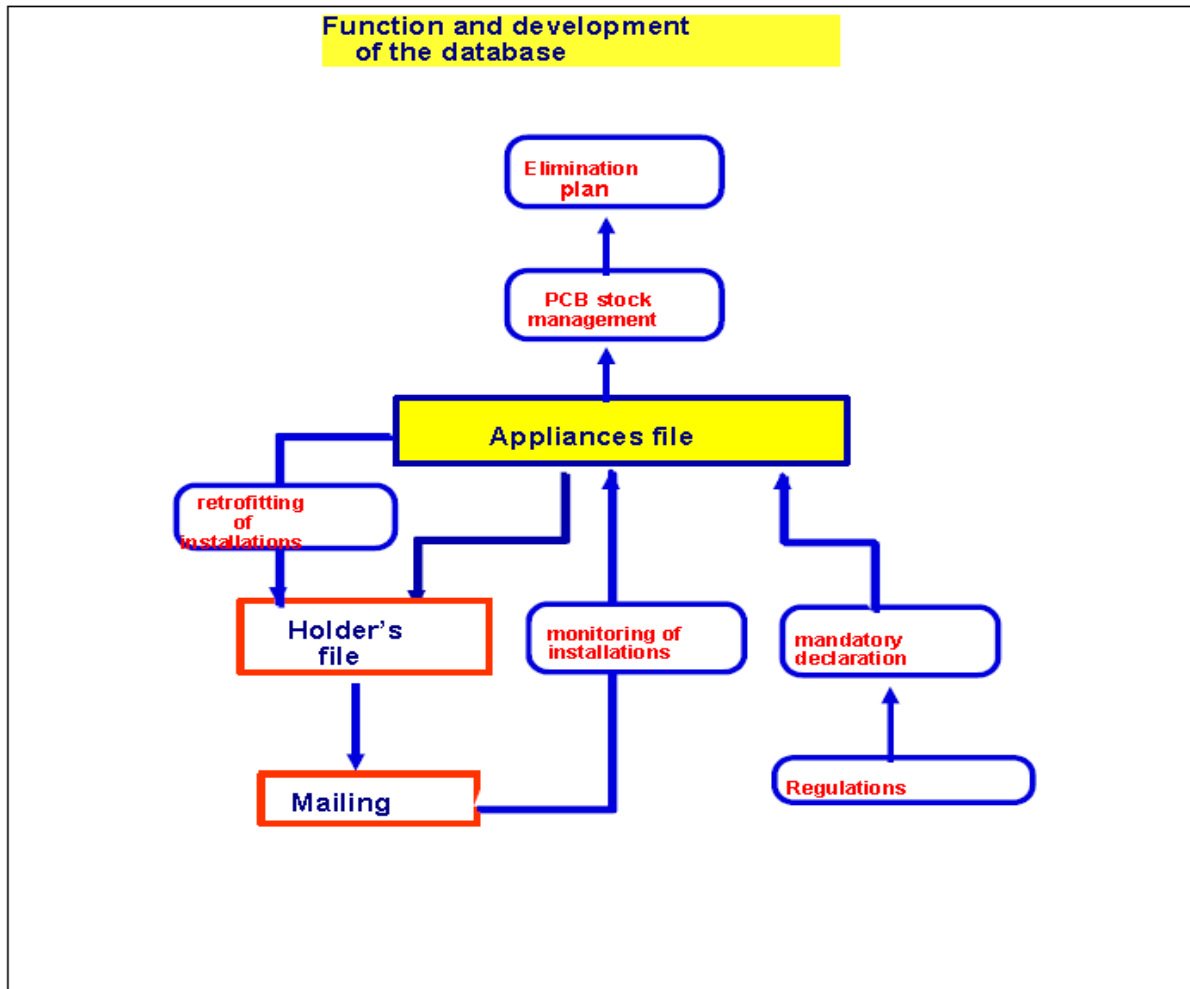 Function and development
of the database
Elimination
plan
PCB stock
management
Appliances file
retrofitting
of
installations
Holder's
file
monitoring of
installations
mandatory
declaration
Mailing
Regulations